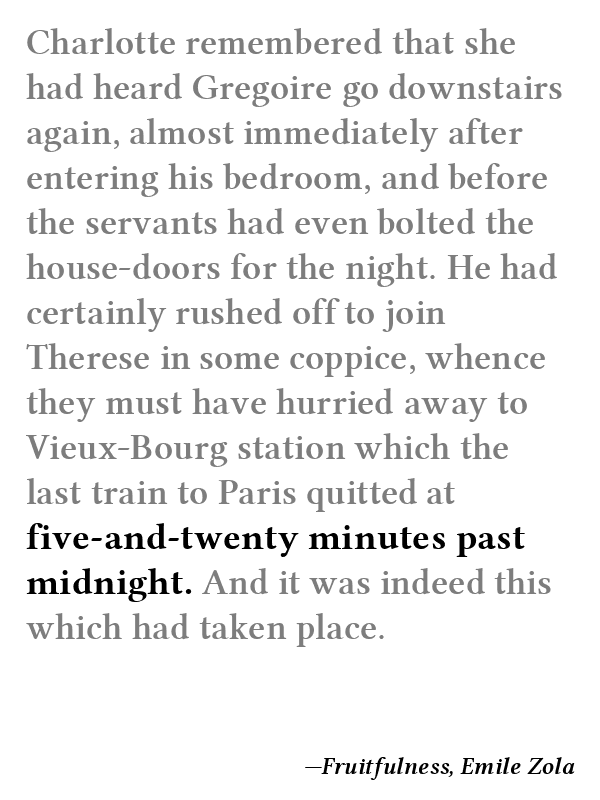 Charlotte remembered that she
had heard Gregoire go downstairs
again, almost immediately after
entering his bedroom, and before
the servants had even bolted the
house-doors for the night. He had
certainly rushed off to join
Therese in some coppice, whence
they must have hurried away to
Vieux-Bourg station which the
last train to Paris quitted at
five-and-twenty minutes past
midnight. And it was indeed this
which had taken place.
—Fruitfulness, Emile Zola